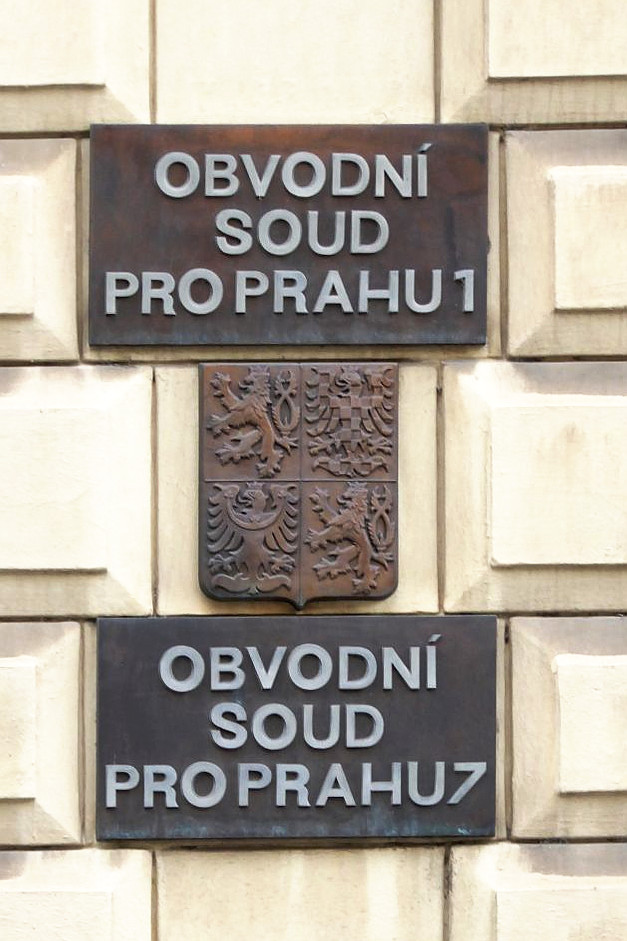 OBVODNÍ
SOUD
PRO PRAHU 1
OBVODNÍ
SOUD
PRO PRAHU 7